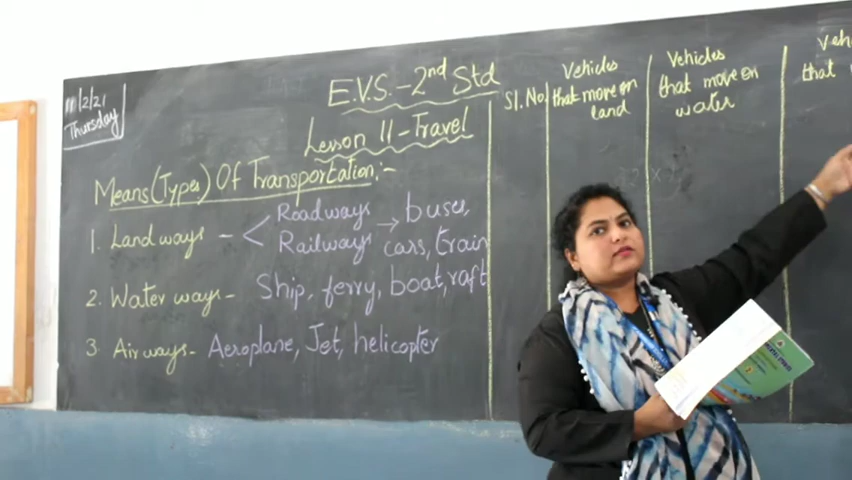 11/2/21
Thursday
E.V.S. - 2nd Std
Lesson 11 - Travel
Means (Types) Of Transportation :-
1. Landways - < Roadways → buses,
Railways cars, train
2. Water ways - Ship, ferry, boat, raft
3. Airways - Aeroplane, Jet, helicopter
Sl. No.
Vehicles
that move on
land
Vehicles
that move on
water
that